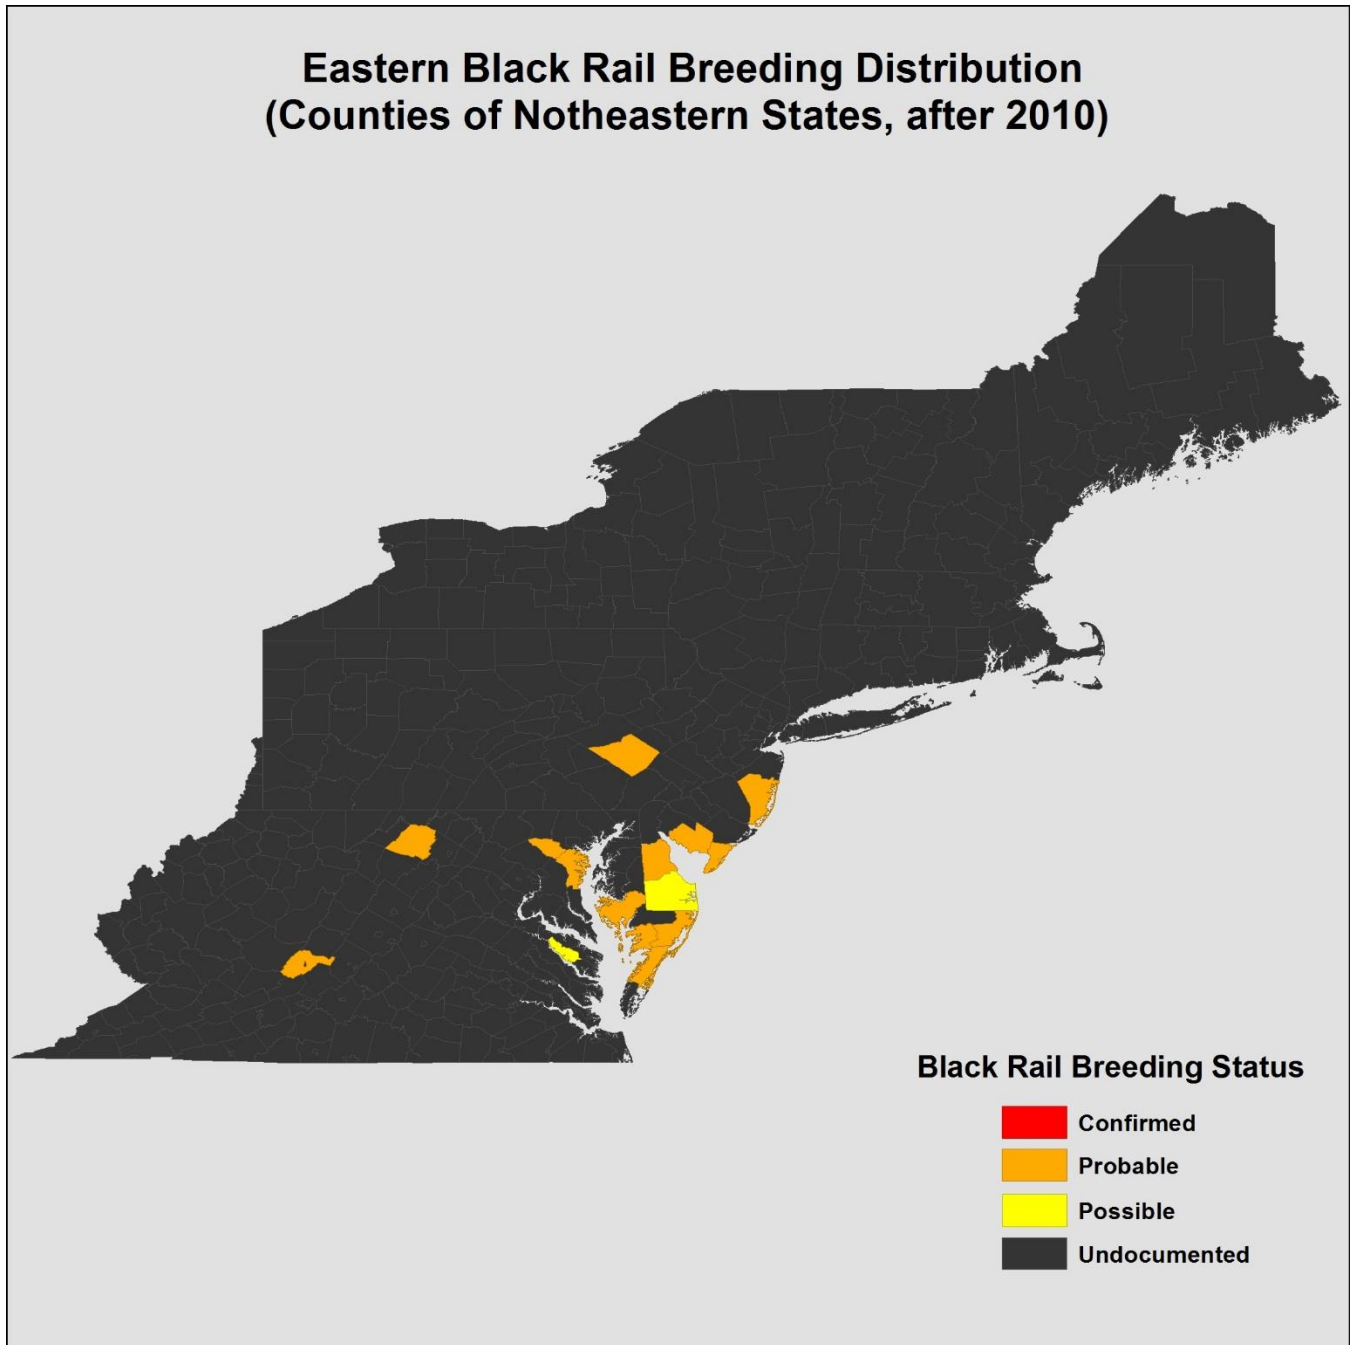 Eastern Black Rail Breeding Distribution
(Counties of Notheastern States, after 2010)
Black Rail Breeding Status
Confirmed
Probable
Possible
Undocumented